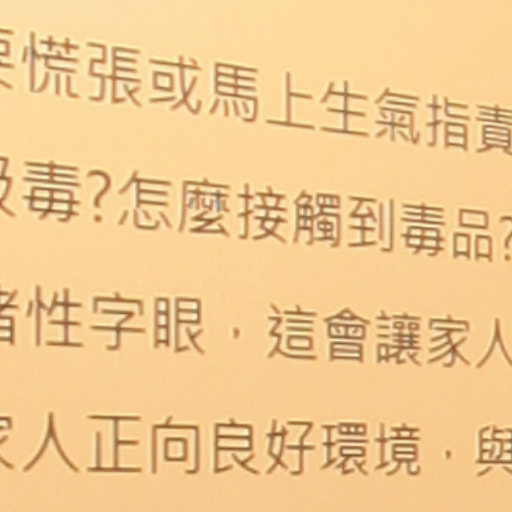 要慌張或馬上生氣指責
吸毒?怎麼接觸到毒品?
緒性字眼，這會讓家人
家人正向良好環境，與